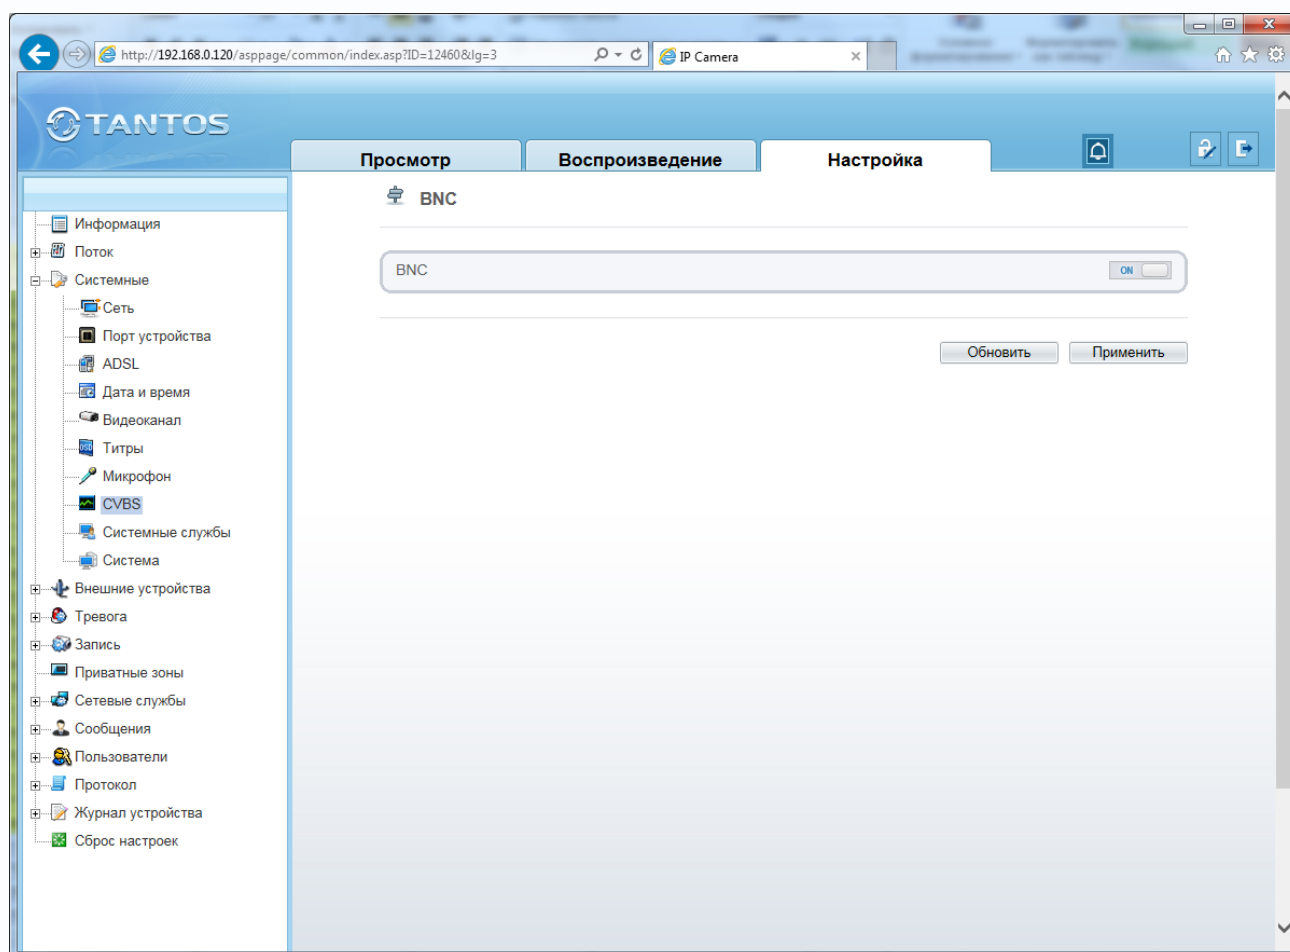 http://192.168.0.120/asppage/common/index.asp?ID=12460&lg=3
IP Camera
TANTOS
Просмотр
Воспроизведение
Настройка
BNC
BNC
ON
Обновить
Применить
Информация
Поток
Системные
Сеть
Порт устройства
ADSL
Дата и время
Видеоканал
Титры
Микрофон
CVBS
Системные службы
Система
Внешние устройства
Тревога
Запись
Приватные зоны
Сетевые службы
Сообщения
Пользователи
Протокол
Журнал устройства
Сброс настроек